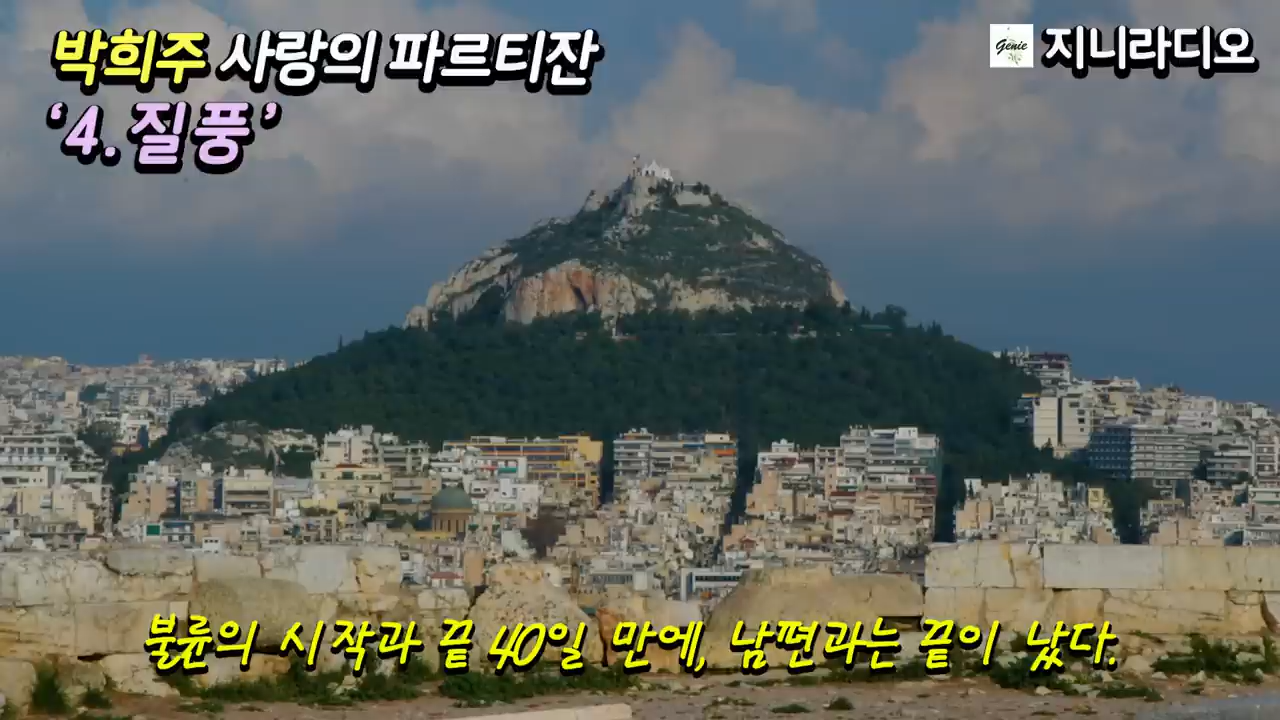 박희주 사랑의 파르티잔
‘4. 질풍’
Genie
지니라디오
불륜의 시작과 끝 40일 만에, 남편과는 끝이 났다.